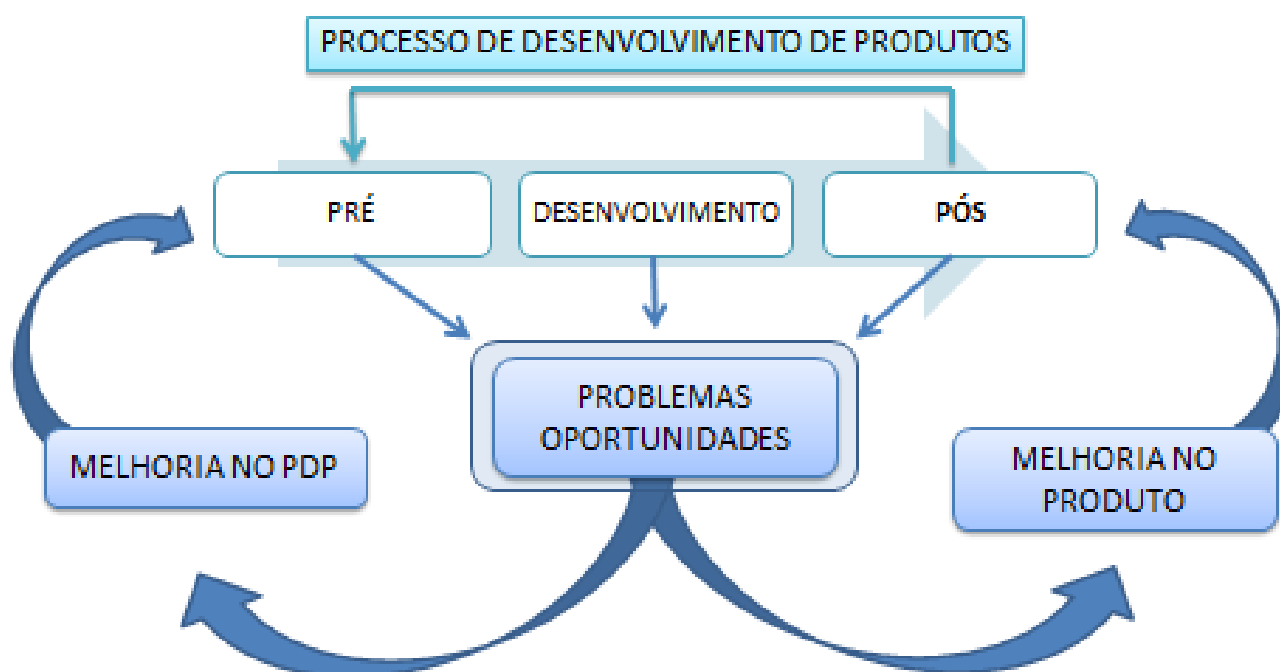 PROCESSO DE DESENVOLVIMENTO DE PRODUTOS
PRÉ
DESENVOLVIMENTO
PÓS
PROBLEMAS
OPORTUNIDADES
MELHORIA NO PDP
MELHORIA NO
PRODUTO